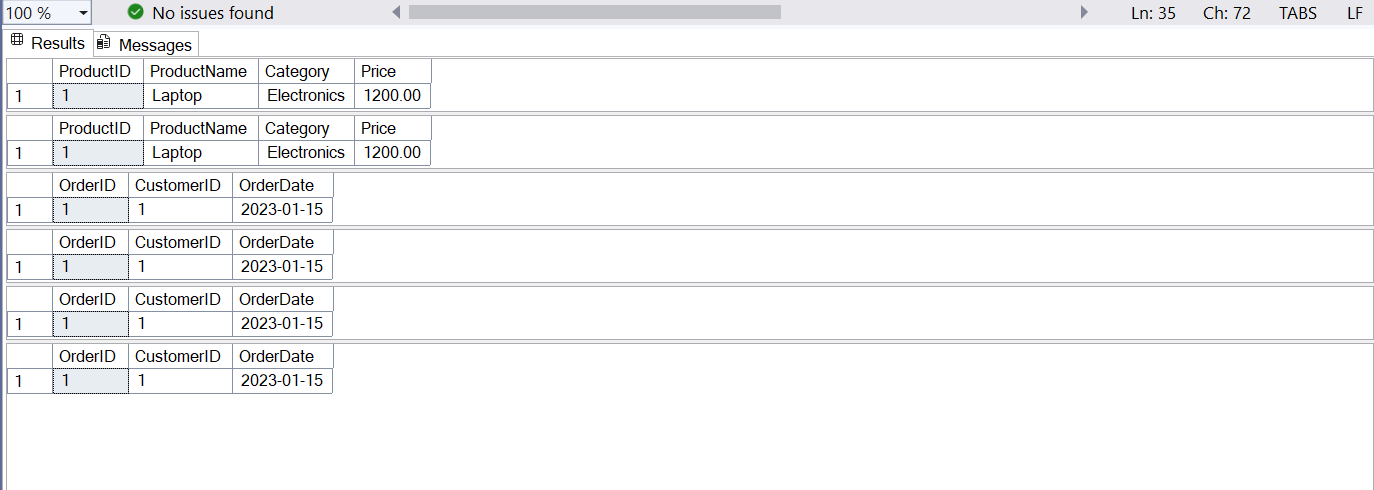 100 % No issues found Ln: 35 Ch: 72 TABS LF
Results Messages
ProductID ProductName Category Price
1 1 Laptop Electronics 1200.00
ProductID ProductName Category Price
1 1 Laptop Electronics 1200.00
OrderID CustomerID OrderDate
1 1 1 2023-01-15
OrderID CustomerID OrderDate
1 1 1 2023-01-15
OrderID CustomerID OrderDate
1 1 1 2023-01-15
OrderID CustomerID OrderDate
1 1 1 2023-01-15